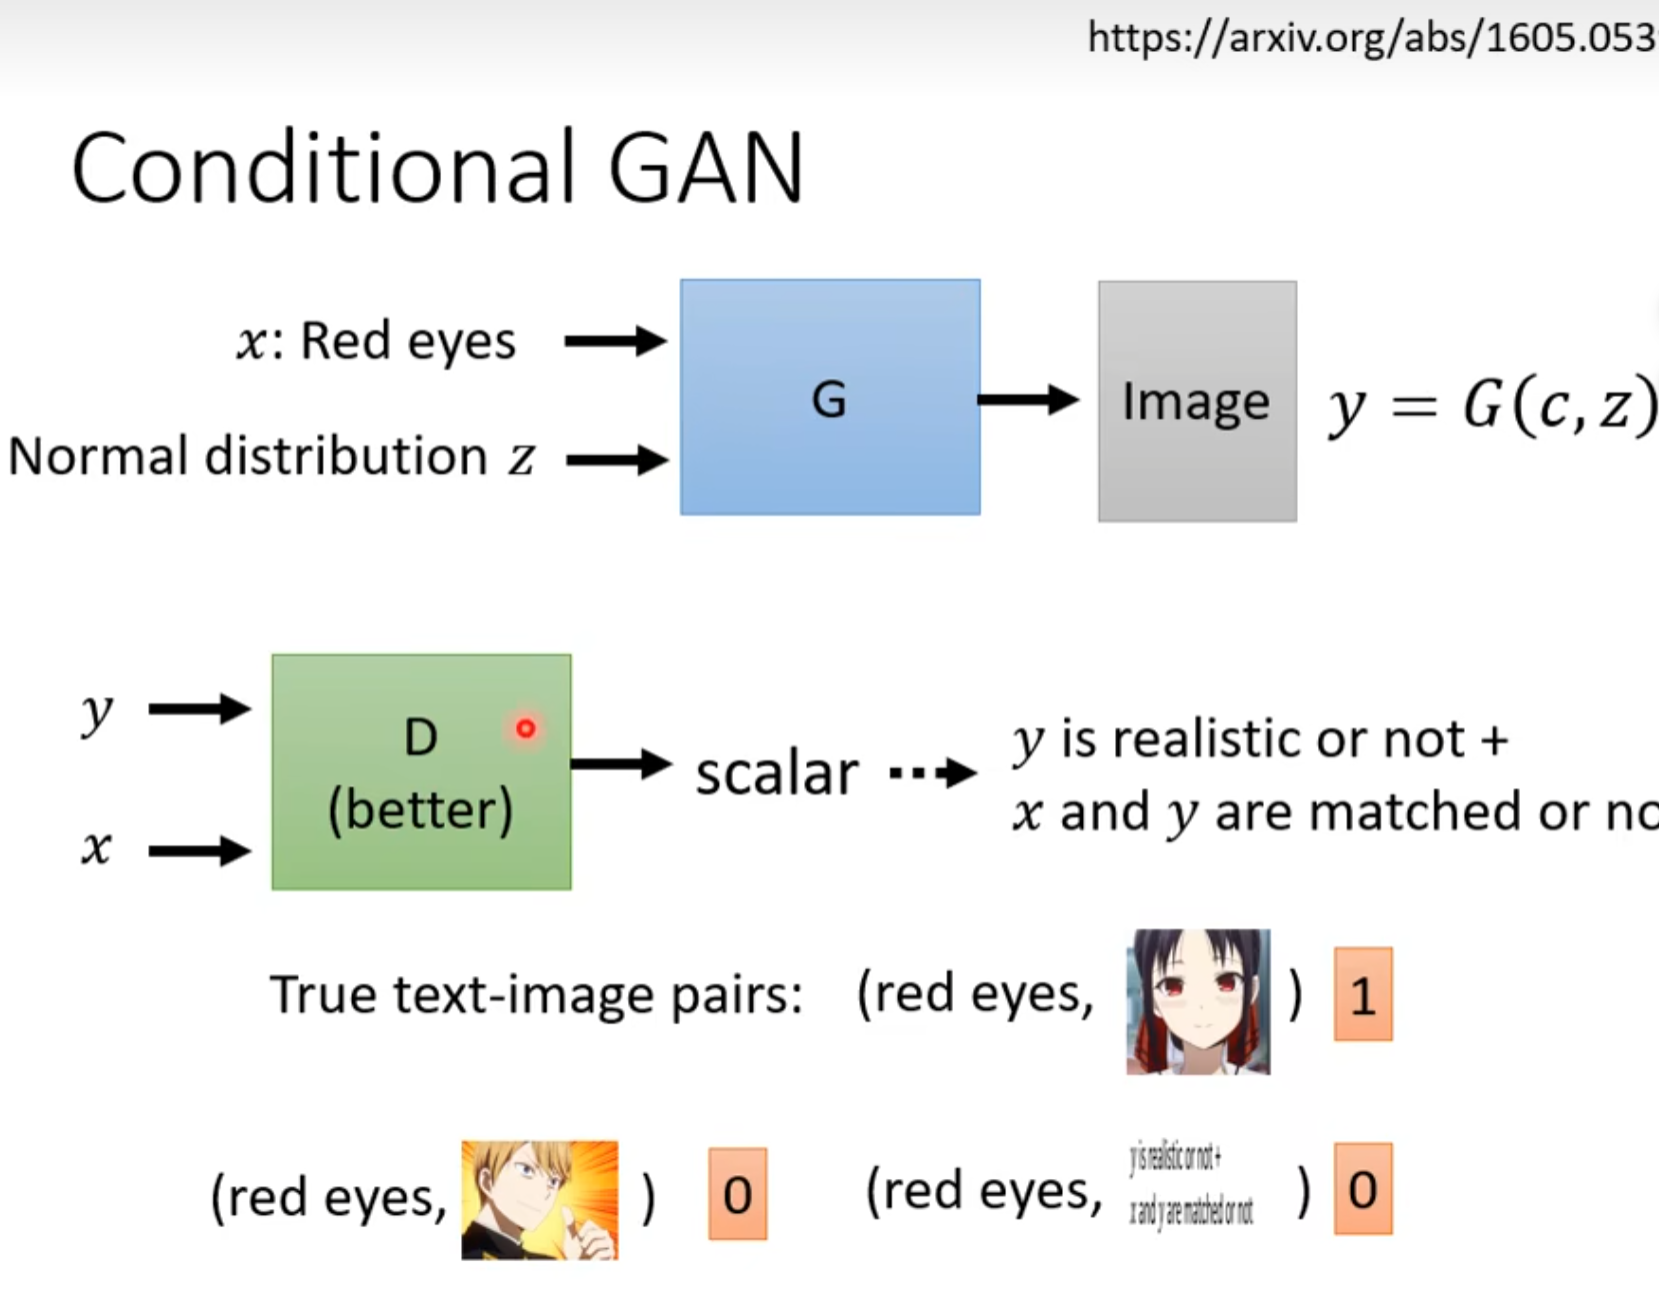 https://arxiv.org/abs/1605.053
Conditional GAN
x: Red eyes
Normal distribution z
G
Image
y = G(c, z)
y
x
D
(better)
scalar
y is realistic or not +
x and y are matched or no
True text-image pairs: (red eyes, ) 1
(red eyes, ) 0
(red eyes, y is realistic or not +
x and y are matched or not ) 0